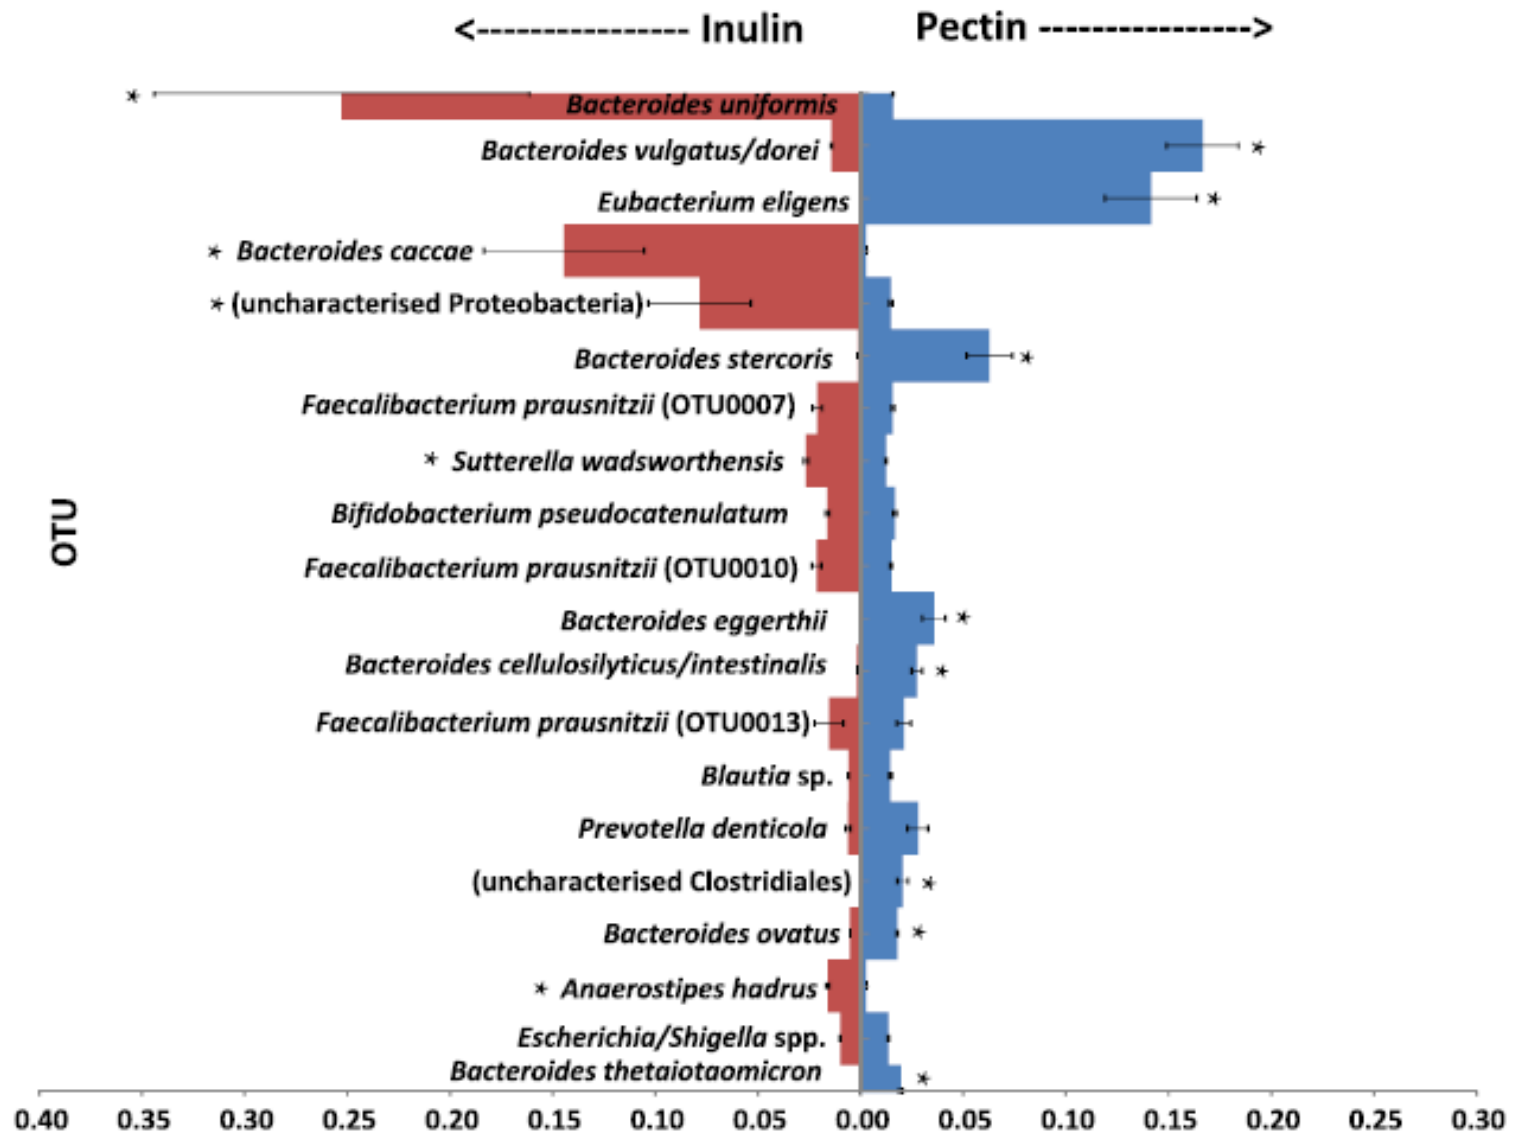 <---------------- Inulin Pectin ---------------->
* Bacteroides uniformis
Bacteroides vulgatus/dorei *
Eubacterium eligens *
* Bacteroides caccae
* (uncharacterised Proteobacteria)
Bacteroides stercoris *
Faecalibacterium prausnitzii (OTU0007)
* Sutterella wadsworthensis
Bifidobacterium pseudocatenulatum
Faecalibacterium prausnitzii (OTU0010)
Bacteroides eggerthii *
Bacteroides cellulosilyticus/intestinalis *
Faecalibacterium prausnitzii (OTU0013)
Blautia sp.
Prevotella denticola
(uncharacterised Clostridiales) *
Bacteroides ovatus *
* Anaerostipes hadrus
Escherichia/Shigella spp.
Bacteroides thetaiotaomicron *
OTU
0.40 0.35 0.30 0.25 0.20 0.15 0.10 0.05 0.00 0.05 0.10 0.15 0.20 0.25 0.30